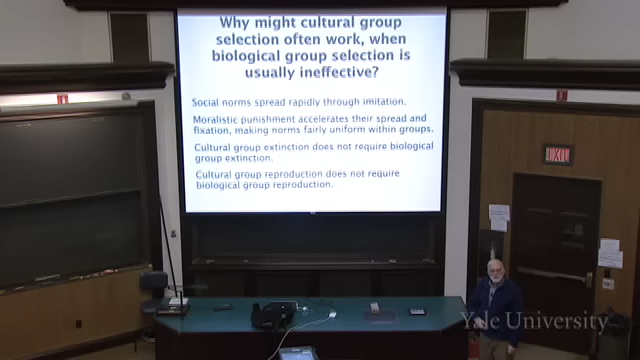 Why might cultural group
selection often work, when
biological group selection is
usually ineffective?
Social norms spread rapidly through imitation.
Moralistic punishment accelerates their spread and
fixation, making norms fairly uniform within groups.
Cultural group extinction does not require biological
group extinction.
Cultural group reproduction does not require
biological group reproduction.
EXIT
Yale University